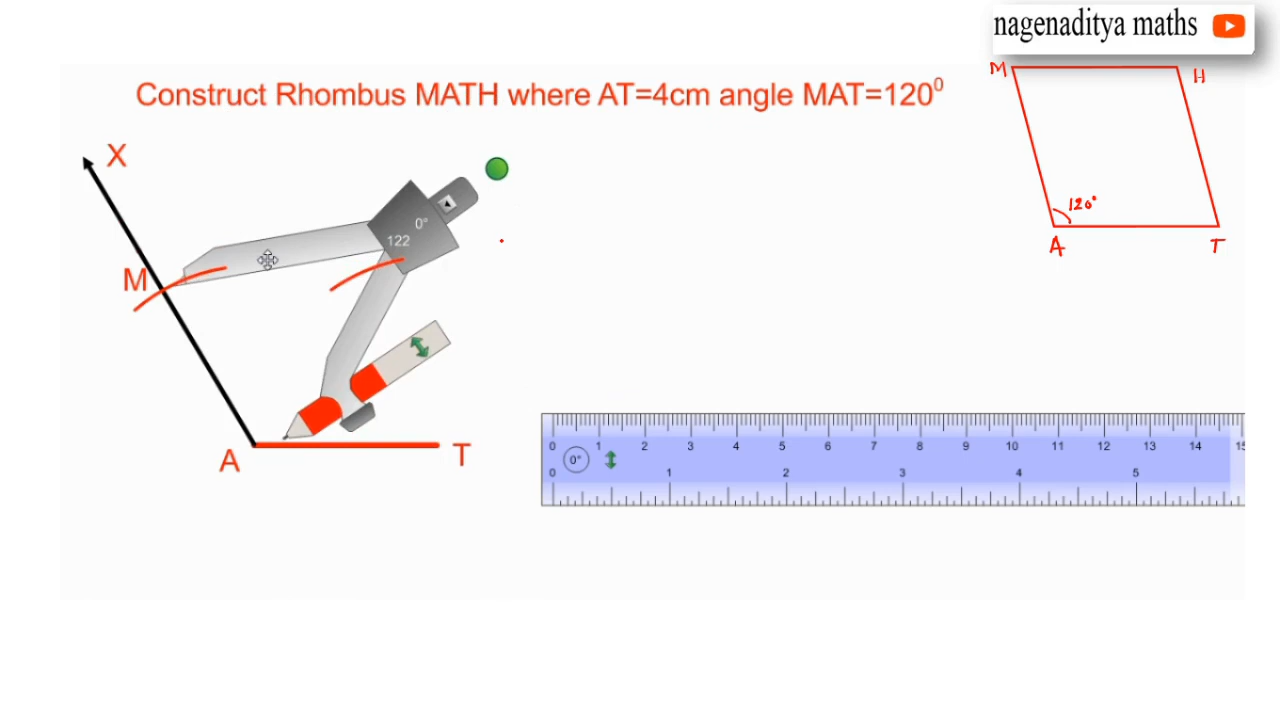 nagenaditya maths
Construct Rhombus MATH where AT=4cm angle MAT=120⁰
M
H
120°
A
T
X
0°
122
M
A
T
0 1 2 3 4 5 6 7 8 9 10 11 12 13 14 15
0°
0 1 2 3 4 5